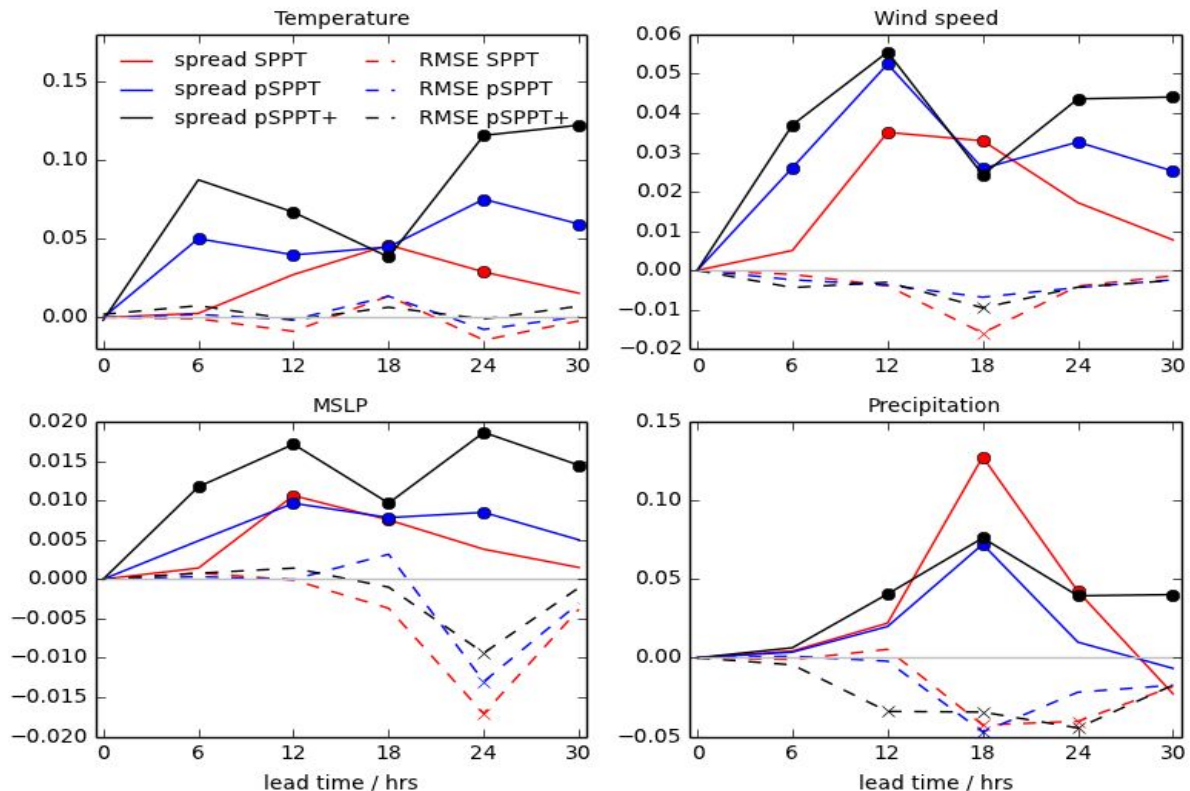 Temperature
0.15
0.10
0.05
0.00
spread SPPT
spread pSPPT
spread pSPPT+
RMSE SPPT
RMSE pSPPT
RMSE pSPPT+
0 6 12 18 24 30
Wind speed
0.06
0.05
0.04
0.03
0.02
0.01
0.00
−0.01
−0.02
0 6 12 18 24 30
MSLP
0.020
0.015
0.010
0.005
0.000
−0.005
−0.010
−0.015
−0.020
0 6 12 18 24 30
lead time / hrs
Precipitation
0.15
0.10
0.05
0.00
−0.05
0 6 12 18 24 30
lead time / hrs